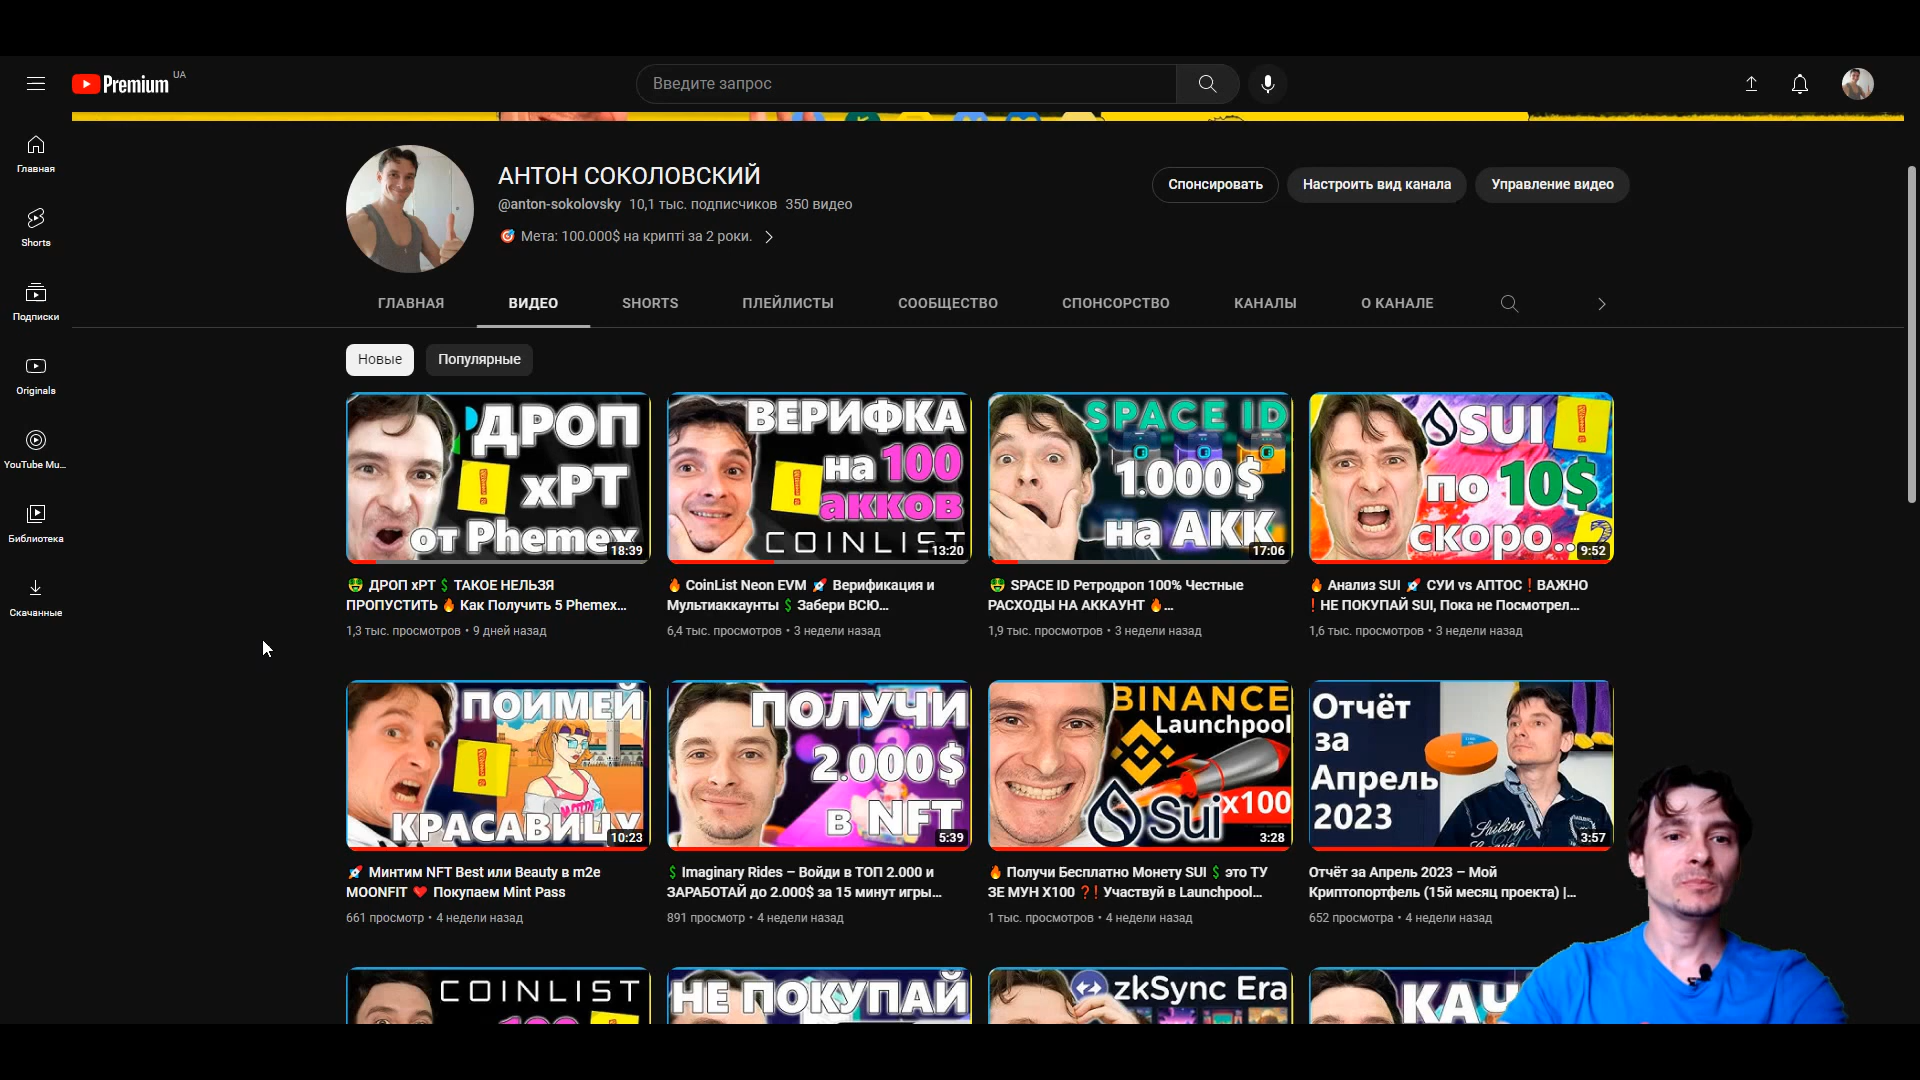 Premium UA
Введите запрос
Главная
Shorts
Подписки
Originals
YouTube Mu...
Библиотека
Скачанные
АНТОН СОКОЛОВСКИЙ
@anton-sokolovsky 10,1 тыс. подписчиков 350 видео
🎯 Мета: 100.000$ на крипті за 2 роки.
Спонсировать
Настроить вид канала
Управление видео
ГЛАВНАЯ ВИДЕО SHORTS ПЛЕЙЛИСТЫ СООБЩЕСТВО СПОНСОРСТВО КАНАЛЫ О КАНАЛЕ
Новые Популярные
ДРОП
хРТ
от Phemex
18:39
🤑 ДРОП xPT💲ТАКОЕ НЕЛЬЗЯ
ПРОПУСТИТЬ 🔥 Как Получить 5 Phemex...
1,3 тыс. просмотров • 9 дней назад
ВЕРИФКА
на 100
акков
COINLIST
13:20
🔥 CoinList Neon EVM 🚀 Верификация и
Мультиаккаунты💲Забери ВСЮ...
6,4 тыс. просмотров • 3 недели назад
SPACE ID
1.000$
на АКК
17:06
🤑 SPACE ID Ретродроп 100% Честные
РАСХОДЫ НА АККАУНТ 🔥...
1,9 тыс. просмотров • 3 недели назад
SUI
по 10$
скоро..
9:52
🔥 Анализ SUI 🚀 СУИ vs АПТОС❗ВАЖНО
❗НЕ ПОКУПАЙ SUI, Пока не Посмотрел...
1,6 тыс. просмотров • 3 недели назад
ПОИМЕЙ
КРАСАВИЦУ
10:23
🚀 Минтим NFT Best или Beauty в m2e
MOONFIT ❤️ Покупаем Mint Pass
661 просмотр • 4 недели назад
ПОЛУЧИ
2.000$
в NFT
5:39
💲Imaginary Rides – Войди в ТОП 2.000 и
ЗАРАБОТАЙ до 2.000$ за 15 минут игры...
891 просмотр • 4 недели назад
BINANCE
Launchpool
x100
Sui
3:28
🔥 Получи Бесплатно Монету SUI💲это ТУ
ЗЕ МУН X100 ❓❗ Участвуй в Launchpool...
1 тыс. просмотров • 4 недели назад
Отчёт
за
Апрель
2023
Sailing
3:57
Отчёт за Апрель 2023 – Мой
Криптопортфель (15й месяц проекта) |...
652 просмотра • 4 недели назад
COINLIST
НЕ ПОКУПАЙ
zkSync Era